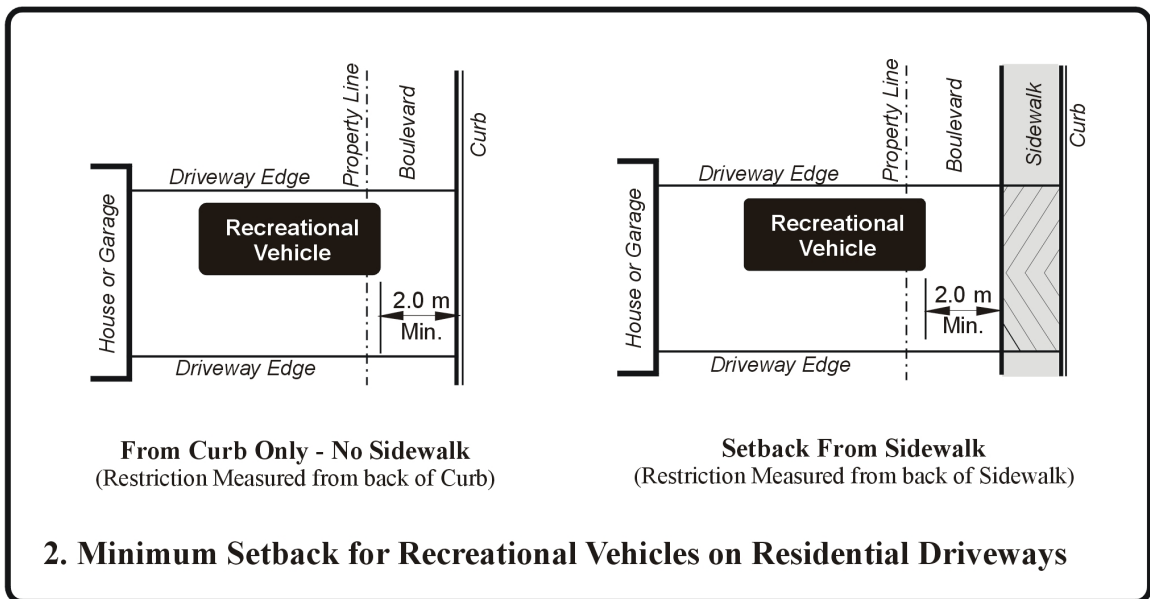 Property Line
Boulevard
Curb
Driveway Edge
House or Garage
Recreational
Vehicle
2.0 m
Min.
Driveway Edge
From Curb Only - No Sidewalk
(Restriction Measured from back of Curb)
Property Line
Boulevard
Sidewalk
Curb
Driveway Edge
House or Garage
Recreational
Vehicle
2.0 m
Min.
Driveway Edge
Setback From Sidewalk
(Restriction Measured from back of Sidewalk)
2. Minimum Setback for Recreational Vehicles on Residential Driveways